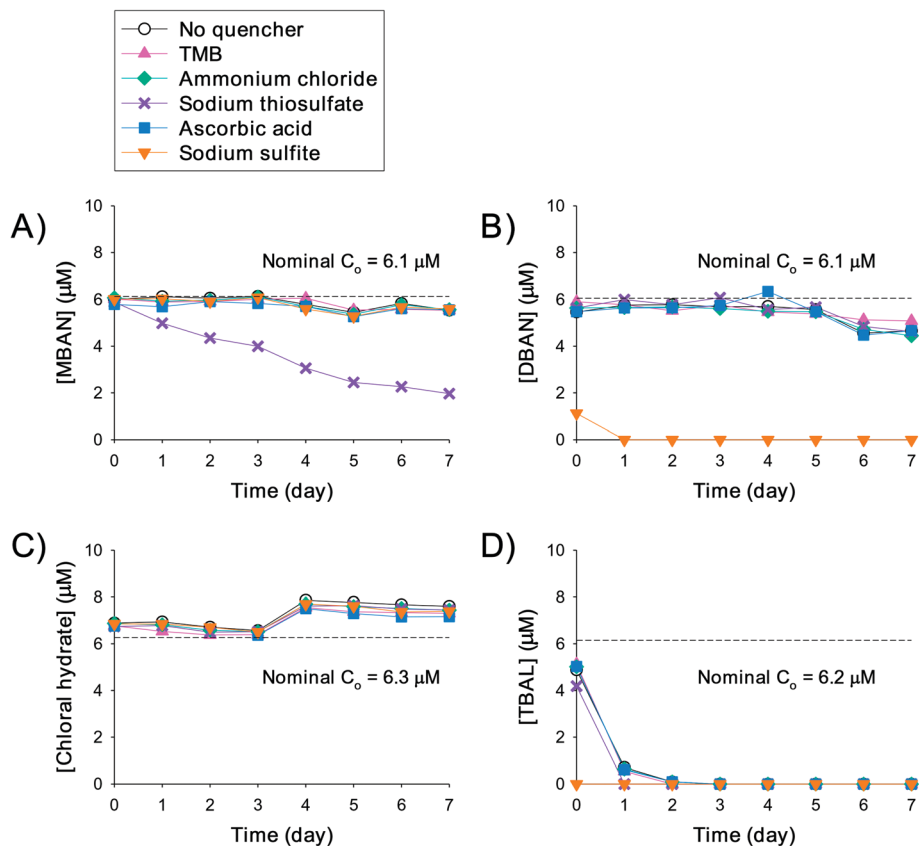 No quencher
TMB
Ammonium chloride
Sodium thiosulfate
Ascorbic acid
Sodium sulfite
A)
[MBAN] (μM)
10
8
6
4
2
0
Nominal Co = 6.1 μM
0 1 2 3 4 5 6 7
Time (day)
B)
[DBAN] (μM)
10
8
6
4
2
0
Nominal Co = 6.1 μM
0 1 2 3 4 5 6 7
Time (day)
C)
[Chloral hydrate] (μM)
10
8
6
4
2
0
Nominal Co = 6.3 μM
0 1 2 3 4 5 6 7
Time (day)
D)
[TBAL] (μM)
10
8
6
4
2
0
Nominal Co = 6.2 μM
0 1 2 3 4 5 6 7
Time (day)